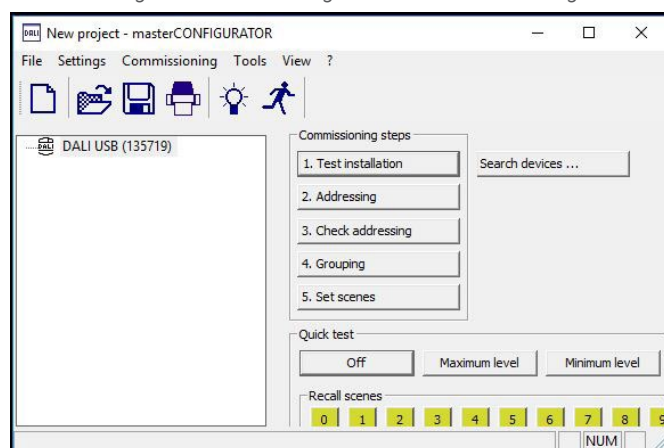 DALI New project - masterCONFIGURATOR
File Settings Commissioning Tools View ?
DALI USB (135719)
Commissioning steps
1. Test installation
Search devices ...
2. Addressing
3. Check addressing
4. Grouping
5. Set scenes
Quick test
Off Maximum level Minimum level
Recall scenes
0 1 2 3 4 5 6 7 8 9
NUM